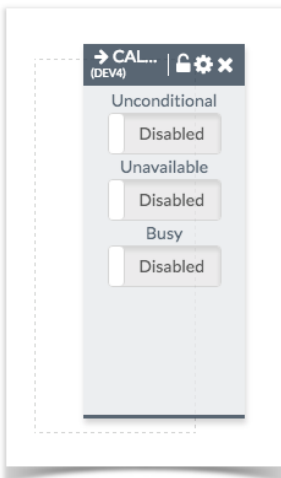 CAL...
(DEV4)
Unconditional
Disabled
Unavailable
Disabled
Busy
Disabled